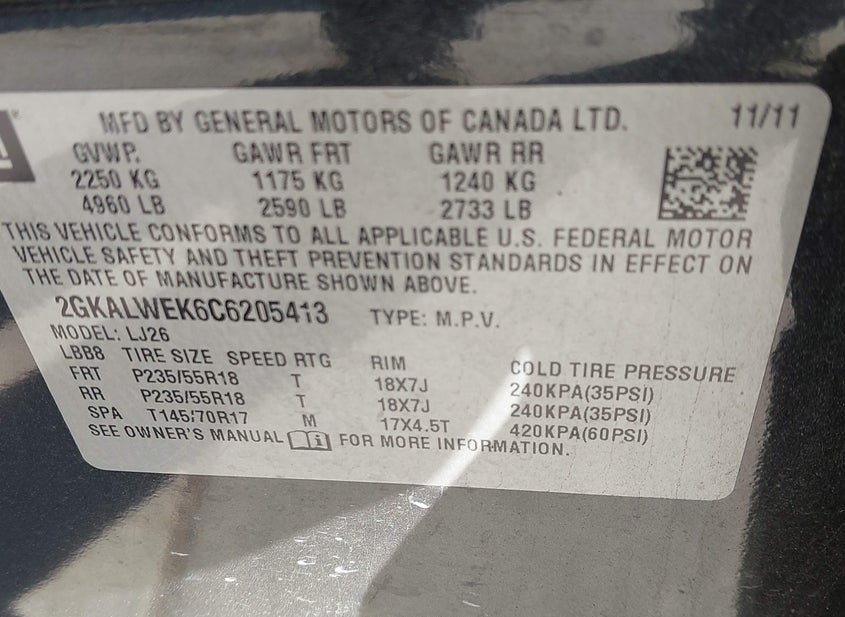 MFD BY GENERAL MOTORS OF CANADA LTD. 11/11
GVWP. GAWR FRT GAWR RR
2250 KG 1175 KG 1240 KG
4960 LB 2590 LB 2733 LB
THIS VEHICLE CONFORMS TO ALL APPLICABLE U.S. FEDERAL MOTOR
VEHICLE SAFETY AND THEFT PREVENTION STANDARDS IN EFFECT ON
THE DATE OF MANUFACTURE SHOWN ABOVE.
2GKALWEK6C6205413 TYPE: M.P.V.
MODEL: LJ26
LBB8 TIRE SIZE SPEED RTG RIM COLD TIRE PRESSURE
FRT P235/55R18 T 18X7J 240KPA(35PSI)
RR P235/55R18 T 18X7J 240KPA(35PSI)
SPA T145/70R17 M 17X4.5T 420KPA(60PSI)
SEE OWNER'S MANUAL FOR MORE INFORMATION.